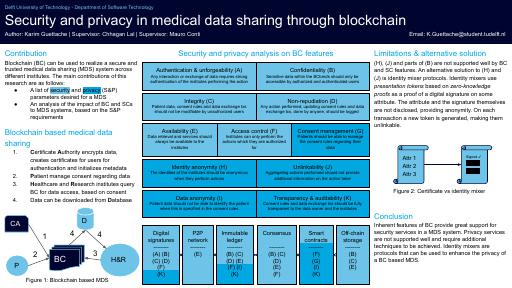 Delft University of Technology - Department of Software Technology
Security and privacy in medical data sharing through blockchain
Author: Karim Guettache | Supervisor: Chhagan Lal | Supervisor: Mauro Conti
Email: K.Guettache@student.tudelft.nl
Contribution
Blockchain (BC) can be used to realize a secure and
trusted medical data sharing (MDS) system across
different institutes. The main contributions of this
research are as follows:
● A list of security and privacy (S&P)
parameters desired for a MDS
● An analysis of the impact of BC and SCs
to MDS systems, based on the S&P
requirements
Blockchain based medical data
sharing
1. Certificate Authority encrypts data,
creates certificates for users for
authentication and initializes metadata
2. Patient manage consent regarding data
3. Healthcare and Research institutes query
BC for data access, based on consent
4. Data can be downloaded from Database
CA
D
P
BC
H&R
1
4
4
2
3
Figure 1: Blockchain based MDS
Security and privacy analysis on BC features
Authentication & unforgeability (A)
Any interaction or exchange of data requires strong
authentication of the institutes performing the action
Confidentiality (B)
Sensitive data within the BC/exch should only be
accessed by authorized and authenticated institutes
Integrity (C)
Patient data, consent rules and data exchange txs
should not be tampered with by anyone
Non-repudiation (D)
Any action performed, updating consent rules and data
exchange txs, done by anyone, should be logged
Availability (E)
Data retrieval and services should
always be available to the
institutes
Access control (F)
Institutes can only perform the
actions which they are authorized
for
Consent management (G)
Patients should be able to manage
the consent rules regarding their
data
Identity anonymity (H)
The identities of the institutes should be anonymous
when they perform actions
Unlinkability (J)
Aggregating actions performed should not provide
additional information on the action taker
Data anonymity (I)
Patient data should not be able to identify the patient
when this is specified in the consent rules.
Transparency & auditability (K)
Consent rules and data exchange txs should be fully
transparent to the data owner and the institutes
Digital
signatures
--------
(A) (B)
(C) (D)
(F)
(K)
P2P
network
--------
(E)
Immutable
ledger
--------
(B) (C)
(D) (E)
(F) (I)
(K)
Consensus
--------
(C)
(D)
(F)
Smart
contracts
--------
(F)
(G)
(I)
(K)
Off-chain
storage
--------
(B)
Limitations & alternative solution
(H), (J) and parts of (B) are not supported well by BC
and SC features. An alternative solution to (H) and
(J) is identity mixer protocols. Identity mixers use
presentation tokens based on zero-knowledge
proofs as a proof of a digital signature on some
attribute. The attribute and the signature themselves
are not disclosed, providing anonymity. On each
transaction a new token is generated, making them
unlinkable.
Attr 1
Attr 2
Attr 3
Figure 2: Certificate vs identity mixer
Conclusion
Inherent features of BC provide great support for
security services in a MDS system. Privacy services
are not supported well and require additional
techniques to be achieved. Identity mixers are
protocols that can be used to enhance the privacy of
a BC based MDS.